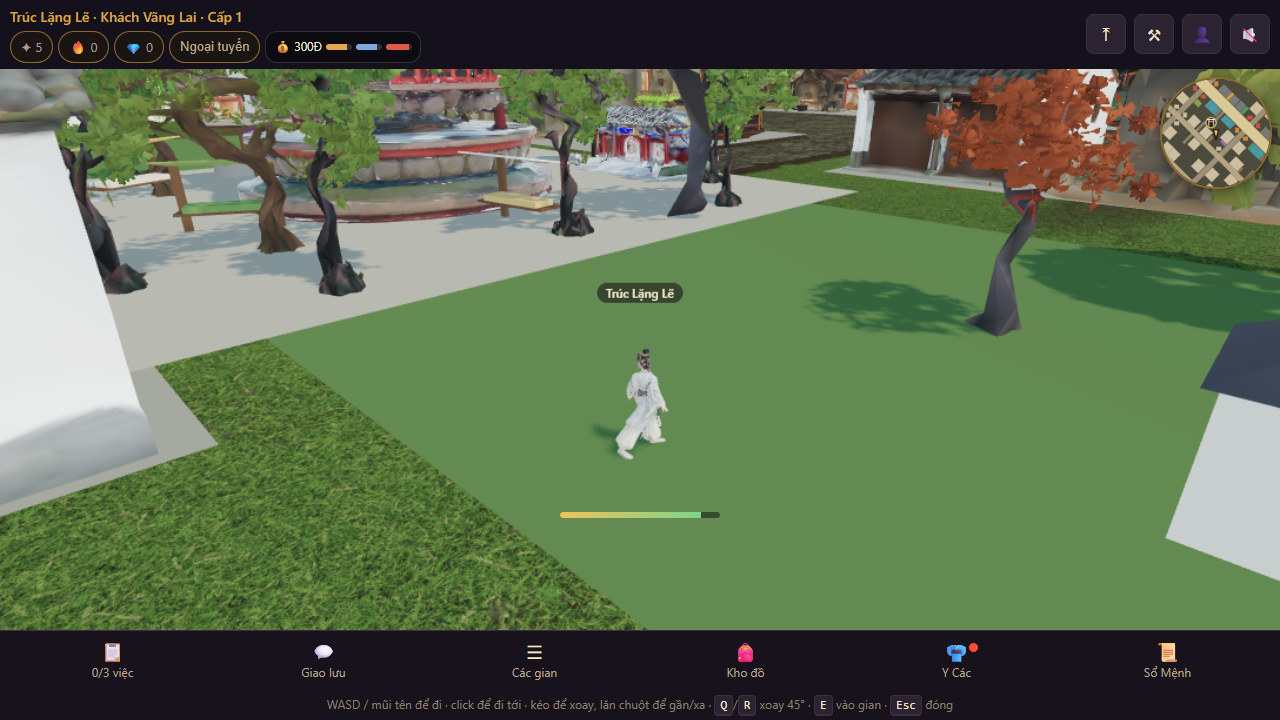 Trúc Lặng Lẽ · Khách Vãng Lai · Cấp 1
✦ 5
0
0
Ngoại tuyến
300Đ
Trúc Lặng Lẽ
0/3 việc
Giao lưu
Các gian
Kho đồ
Y Các
Sổ Mệnh
WASD / mũi tên để đi · click để đi tới · kéo để xoay, lăn chuột để gần/xa · Q/R xoay 45° · E vào gian · Esc đóng